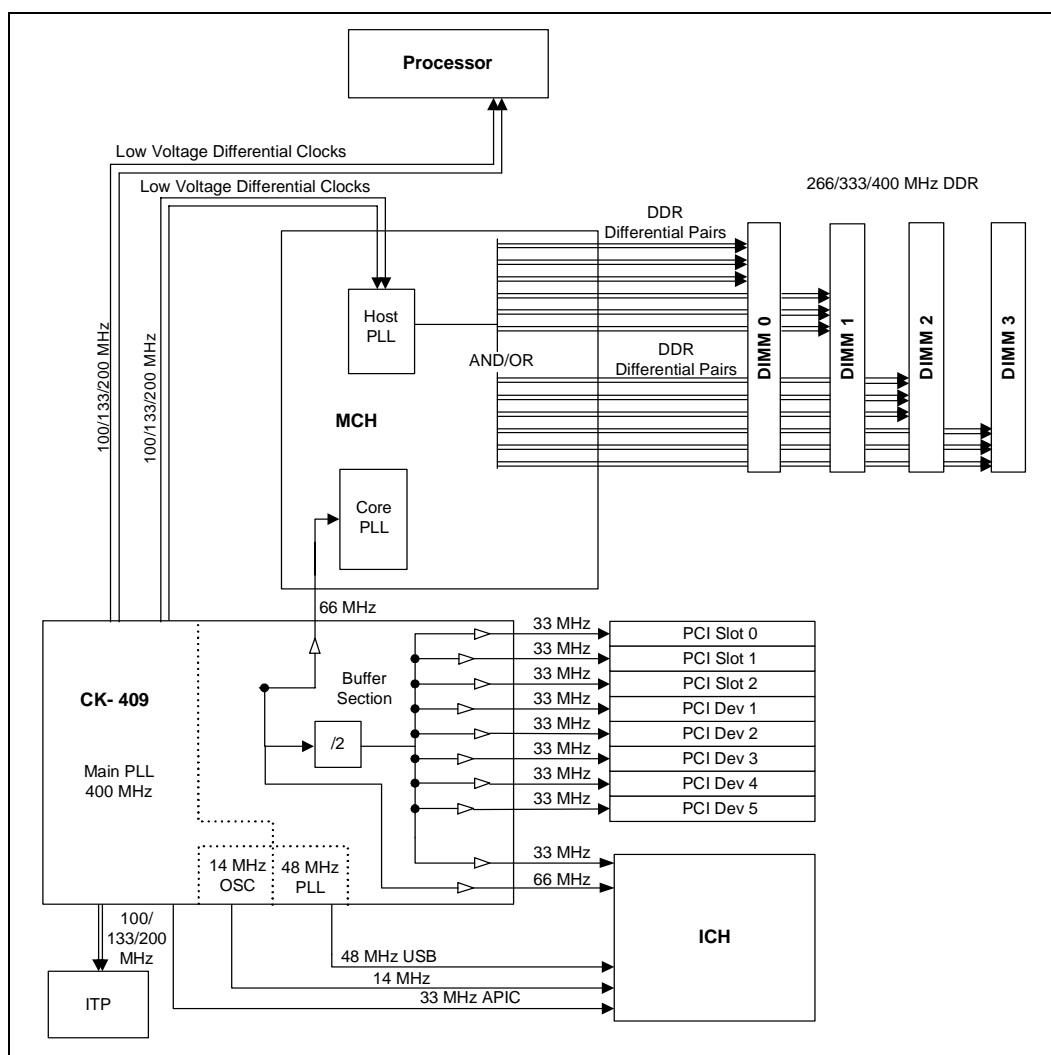 Processor
Low Voltage Differential Clocks
Low Voltage Differential Clocks
266/333/400 MHz DDR
DDR
Differential Pairs
100/133/200 MHz
100/133/200 MHz
Host
PLL
AND/OR
DDR
Differential Pairs
DIMM 0
DIMM 1
DIMM 2
DIMM 3
MCH
Core
PLL
66 MHz
CK- 409
Main PLL
400 MHz
Buffer
Section
/2
33 MHz
PCI Slot 0
33 MHz
PCI Slot 1
33 MHz
PCI Slot 2
33 MHz
PCI Dev 1
33 MHz
PCI Dev 2
33 MHz
PCI Dev 3
33 MHz
PCI Dev 4
33 MHz
PCI Dev 5
14 MHz
OSC
48 MHz
PLL
33 MHz
66 MHz
ICH
100/
133/200
MHz
48 MHz USB
14 MHz
33 MHz APIC
ITP